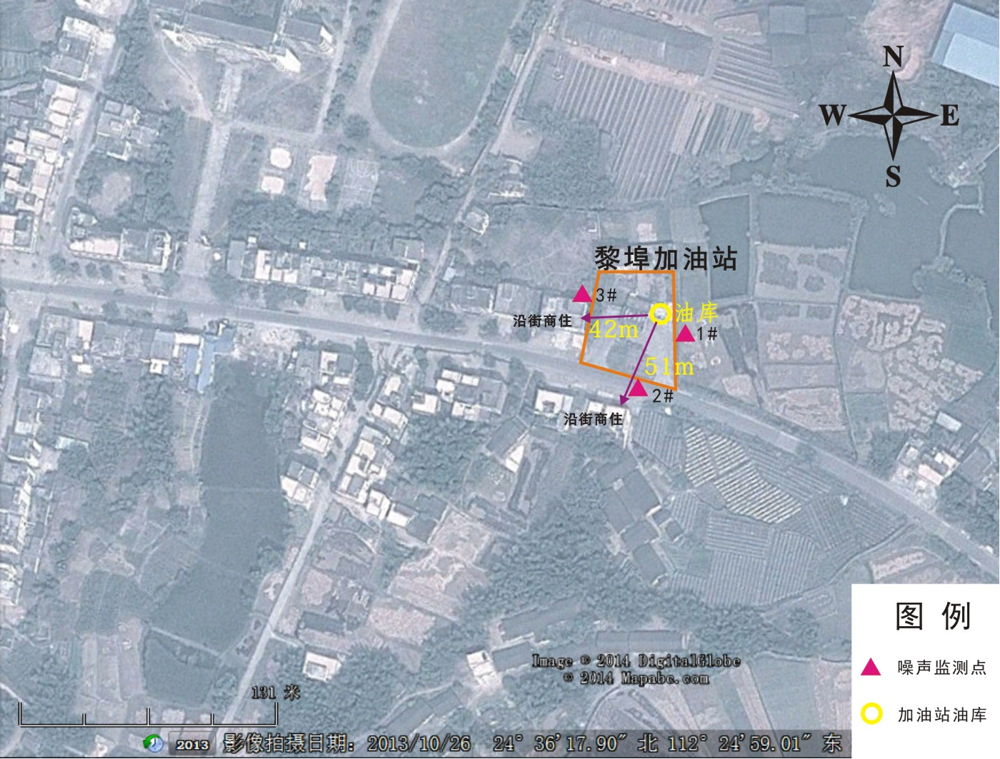 N
W E
S
黎埠加油站
3#
油库
沿街商住
42m
1#
51m
2#
沿街商住
图 例
噪声监测点
加油站油库
Image © 2014 DigitalGlobe
© 2014 Mapabc.com
131 米
2013 影像拍摄日期: 2013/10/26 24° 36'17.90" 北 112° 24'59.01" 东